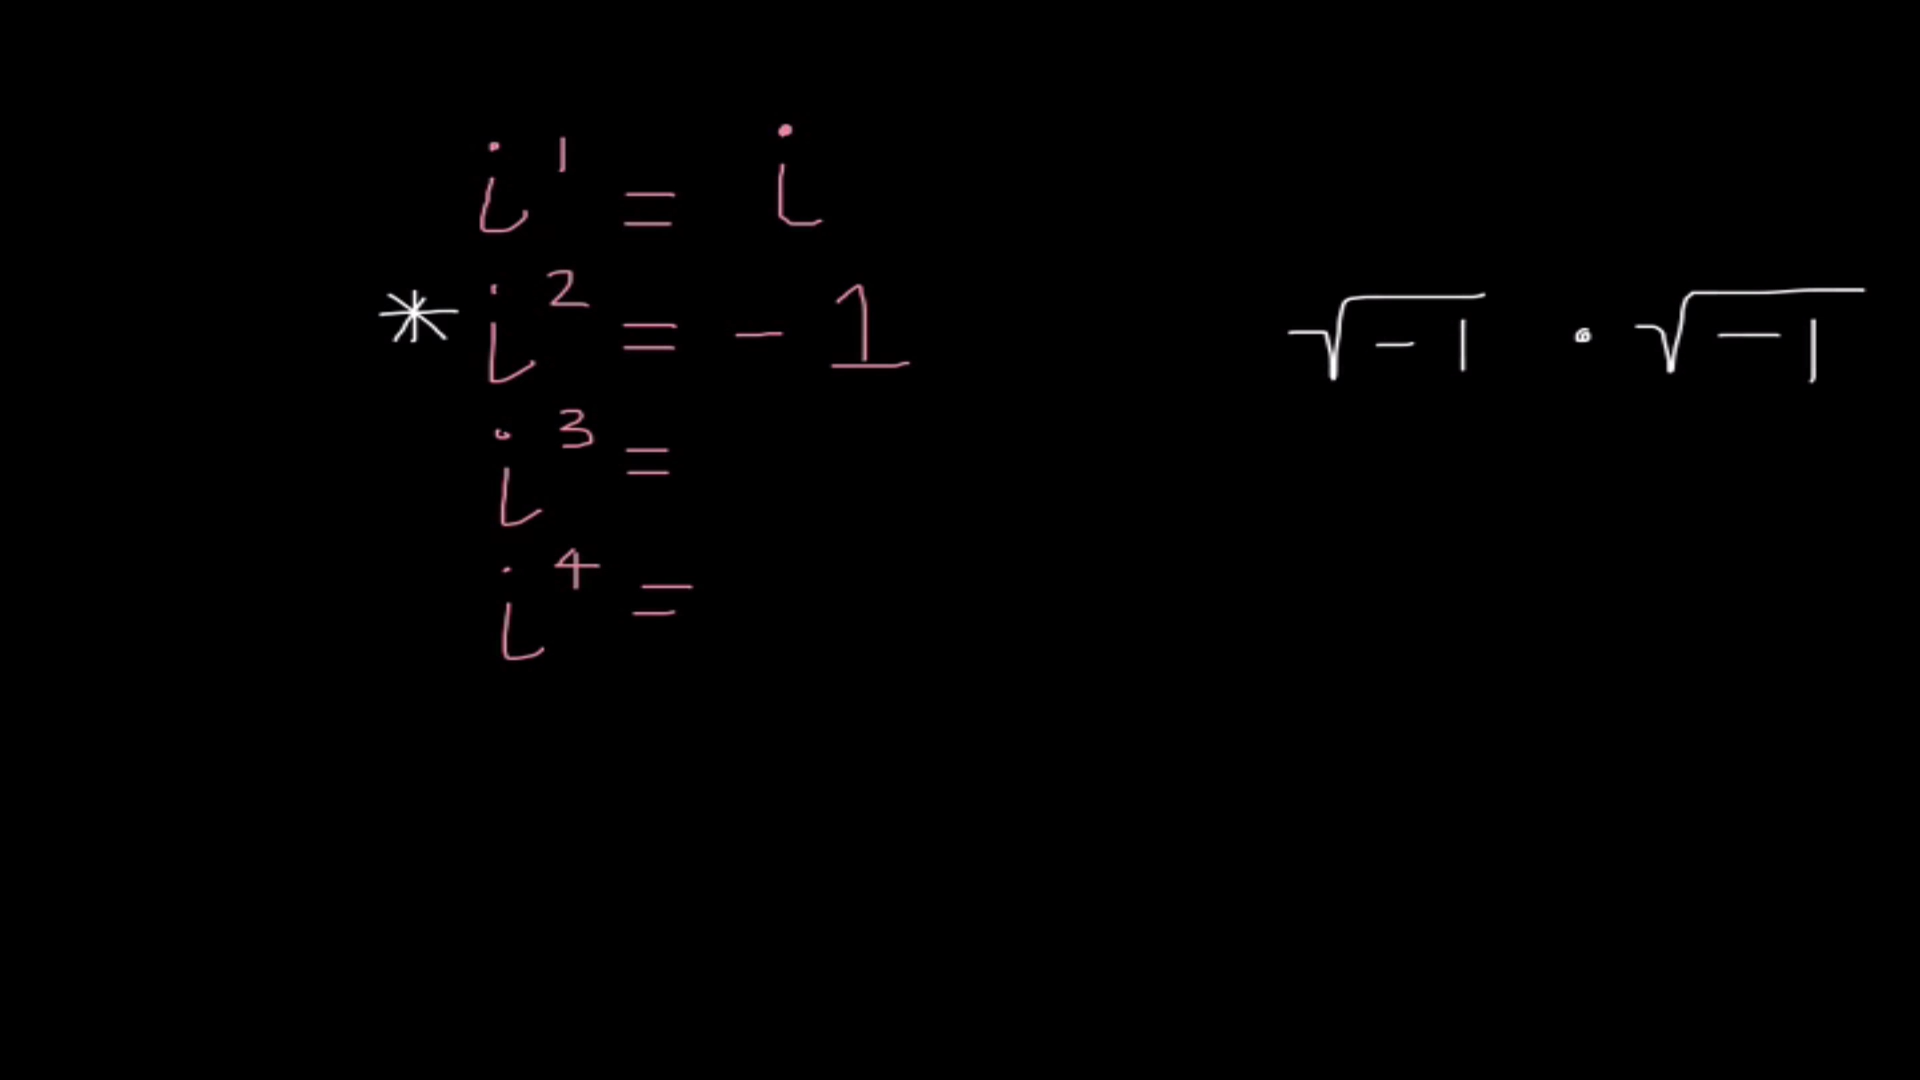 i¹ = i
* i² = - 1 √-1 • √-1
i³ =
i⁴ =